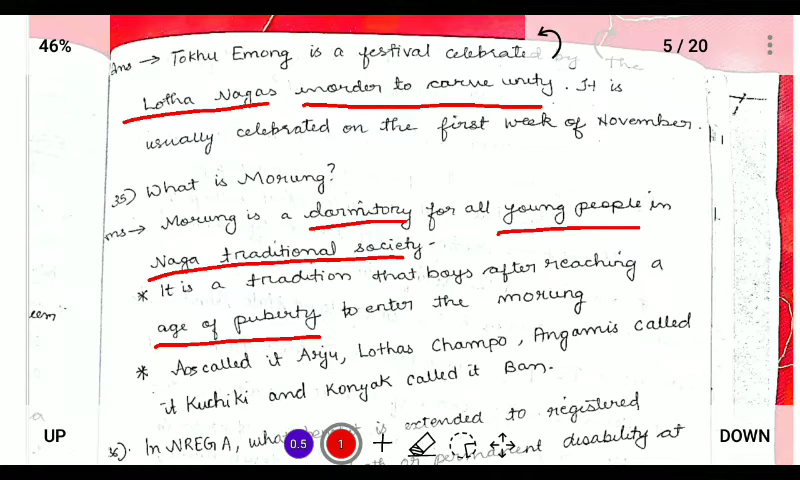 46%
5 / 20
Ans → Tokhu Emong is a festival celebrated by the
Lotha Nagas inorder to carve unity. It is
usually celebrated on the first week of November.
35) What is Morung?
Ans → Morung is a darmitory for all young people in
Naga traditional society.
* It is a tradition that boys after reaching a
age of puberty to enter the morung
* Aos called it Arju, Lothas Champo, Angamis called
it Kuchiki and Konyak called it Ban.
36). In NREGA, what is extended to registered
permanent disability at
UP
0.5
1
DOWN